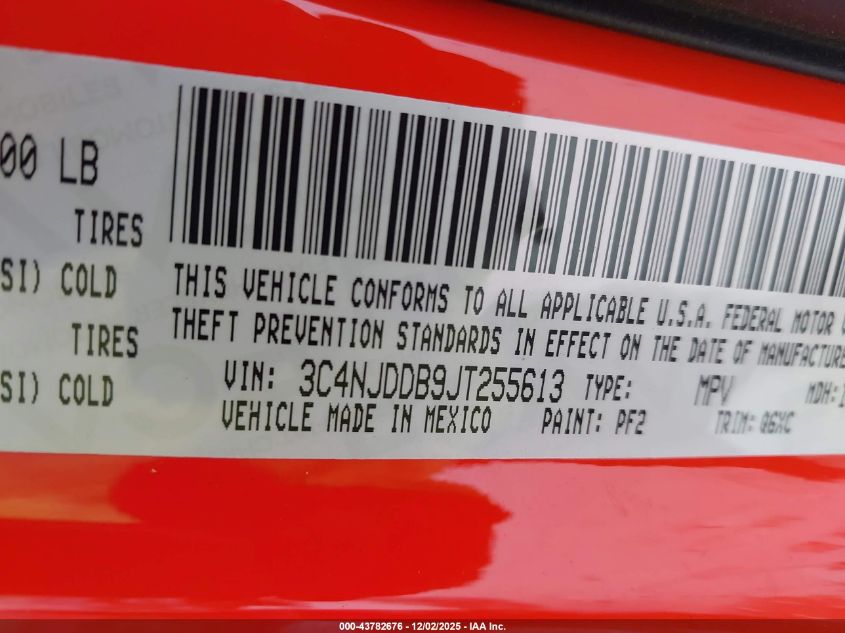 00 LB
TIRES
SI) COLD
TIRES
SI) COLD
THIS VEHICLE CONFORMS TO ALL APPLICABLE U.S.A. FEDERAL MOTOR
THEFT PREVENTION STANDARDS IN EFFECT ON THE DATE OF MANUFACTURE
VIN: 3C4NJDDB9JT255613 TYPE: MPV MDH:
VEHICLE MADE IN MEXICO PAINT: PF2 TRIM: Q6XC
000-43782676 - 12/02/2025 - IAA Inc.